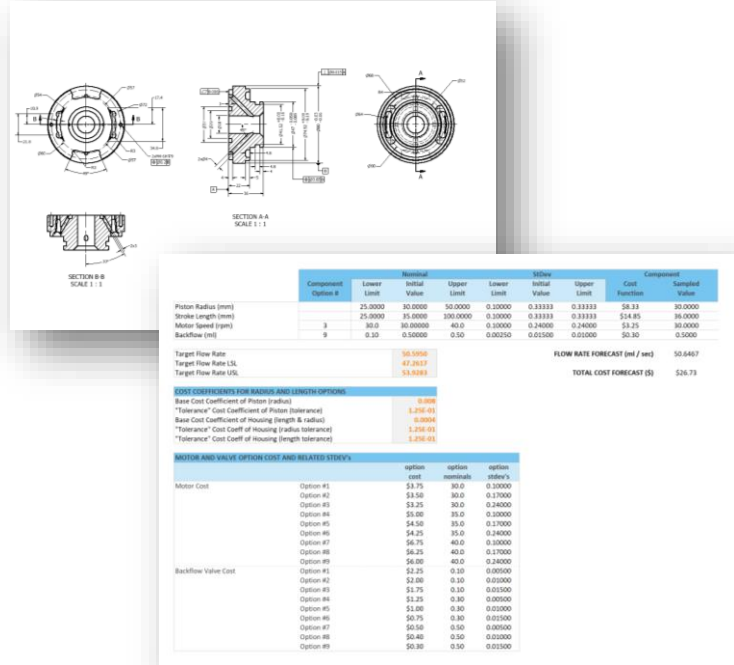 SECTION A-A
SCALE 1 : 1
SECTION B-B
SCALE 1 : 1
Nominal StDev Component
Component Lower Initial Upper Lower Initial Upper Cost Sampled
Option # Limit Value Limit Limit Value Limit Function Value
Piston Radius (mm) 25.0000 30.0000 50.0000 0.10000 0.33333 0.33333 $8.33 30.0000
Stroke Length (mm) 25.0000 35.0000 100.0000 0.10000 0.33333 0.33333 $14.85 36.0000
Motor Speed (rpm) 3 30.0 30.00000 40.0 0.10000 0.24000 0.24000 $3.25 30.0000
Backflow (ml) 9 0.10 0.50000 0.50 0.00250 0.01500 0.01000 $0.30 0.5000
Target Flow Rate 50.5950 FLOW RATE FORECAST (ml / sec) 50.6467
Target Flow Rate LSL 47.2617
Target Flow Rate USL 53.9283 TOTAL COST FORECAST ($) $26.73
COST COEFFICIENTS FOR RADIUS AND LENGTH OPTIONS
Base Cost Coefficient of Piston (radius) 0.008
"Tolerance" Cost Coefficient of Piston (tolerance) 1.25E-01
Base Cost Coefficient of Housing (length & radius) 0.0004
"Tolerance" Cost Coeff of Housing (radius tolerance) 1.25E-01
"Tolerance" Cost Coeff of Housing (length tolerance) 1.25E-01
MOTOR AND VALVE OPTION COST AND RELATED STDEV's
option option option
cost nominals stdev's
Motor Cost Option #1 $3.75 30.0 0.10000
Option #2 $3.50 30.0 0.17000
Option #3 $3.25 30.0 0.24000
Option #4 $5.00 35.0 0.10000
Option #5 $4.50 35.0 0.17000
Option #6 $4.25 35.0 0.24000
Option #7 $6.75 40.0 0.10000
Option #8 $6.25 40.0 0.17000
Option #9 $6.00 40.0 0.24000
Backflow Valve Cost Option #1 $2.25 0.10 0.00500
Option #2 $2.00 0.10 0.01000
Option #3 $1.75 0.10 0.01500
Option #4 $1.25 0.30 0.00500
Option #5 $1.00 0.30 0.01000
Option #6 $0.75 0.30 0.01500
Option #7 $0.50 0.50 0.00500
Option #8 $0.40 0.50 0.01000
Option #9 $0.30 0.50 0.01500